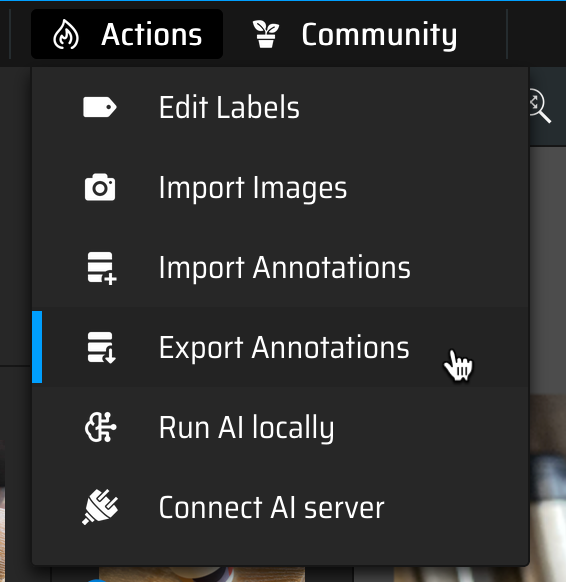 Actions
Community
Edit Labels
Import Images
Import Annotations
Export Annotations
Run AI locally
Connect AI server